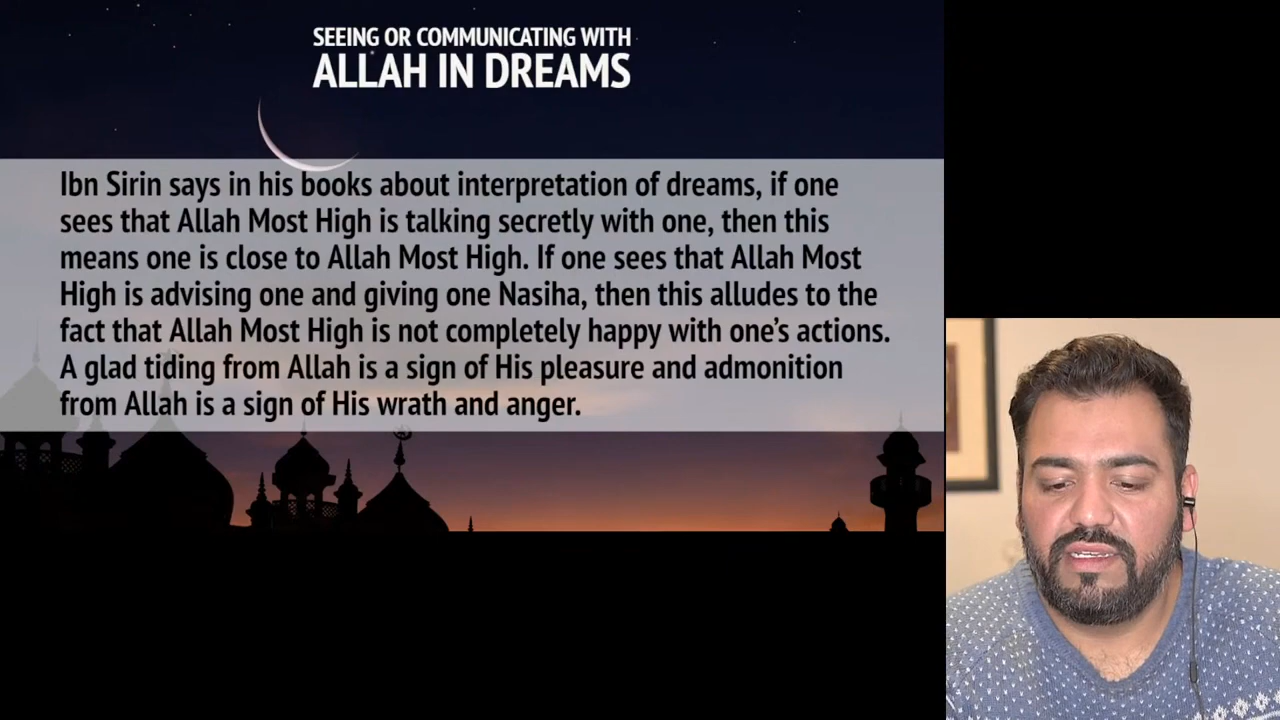 SEEING OR COMMUNICATING WITH
ALLAH IN DREAMS
Ibn Sirin says in his books about interpretation of dreams, if one
sees that Allah Most High is talking secretly with one, then this
means one is close to Allah Most High. If one sees that Allah Most
High is advising one and giving one Nasiha, then this alludes to the
fact that Allah Most High is not completely happy with one’s actions.
A glad tiding from Allah is a sign of His pleasure and admonition
from Allah is a sign of His wrath and anger.